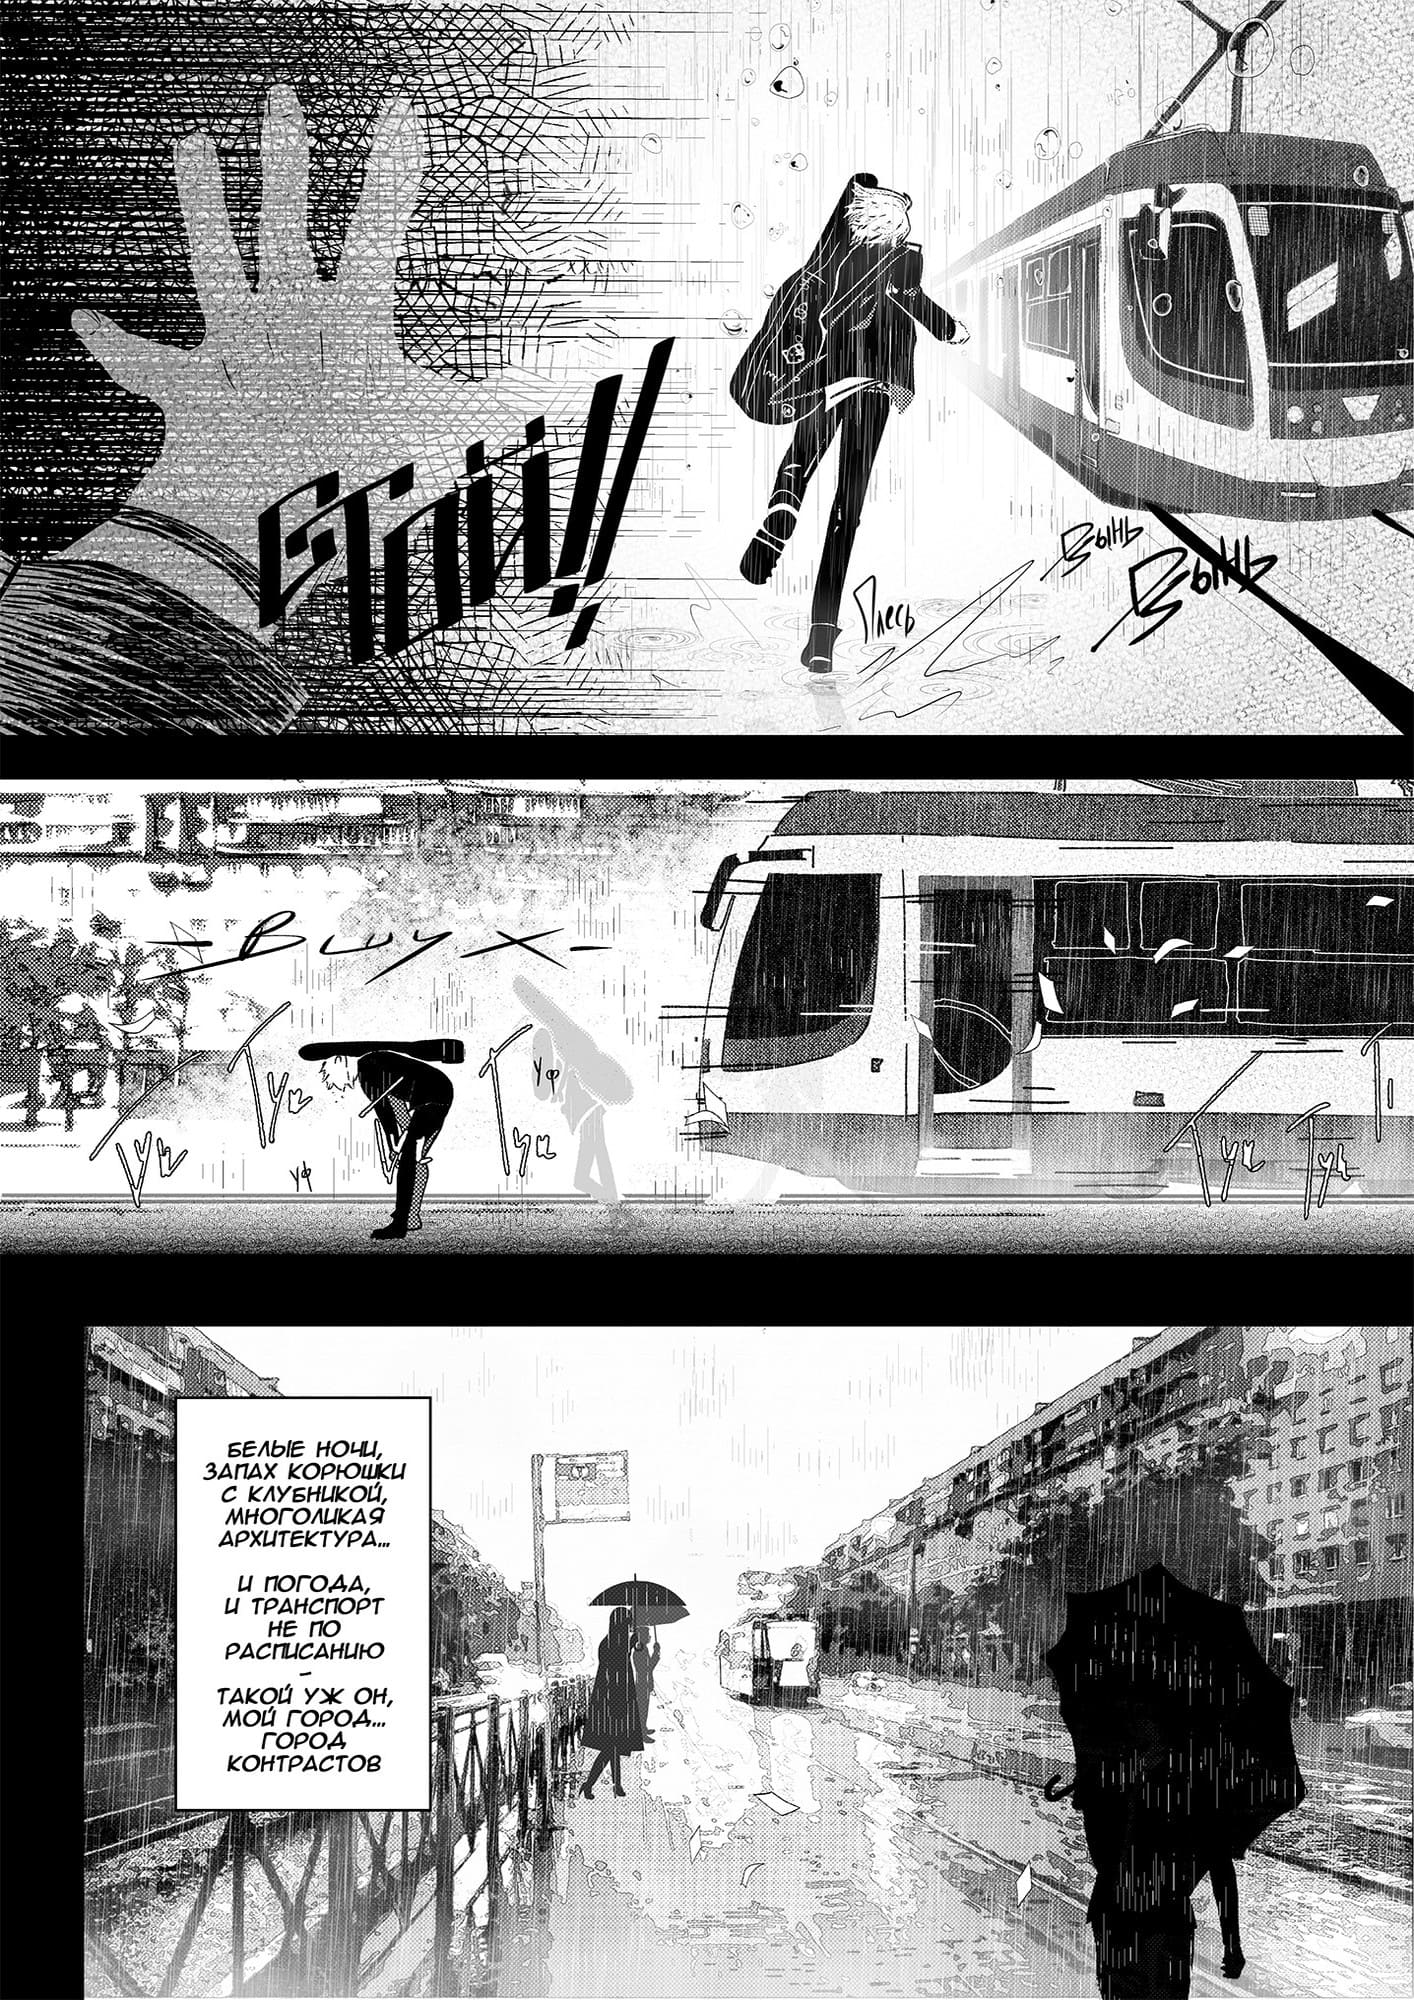 СТОЙ!!
Плесь
Вынь
Вынь
-ВШУХ-
Тук
Тук
Тук
Тук
уф
уф
Тук
Тук
БЕЛЫЕ НОЧИ,
ЗАПАХ КОРЮШКИ
С КЛУБНИКОЙ,
МНОГОЛИКАЯ
АРХИТЕКТУРА...
И ПОГОДА,
И ТРАНСПОРТ
НЕ ПО
РАСПИСАНИЮ
-
ТАКОЙ УЖ ОН,
МОЙ ГОРОД...
ГОРОД
КОНТРАСТОВ